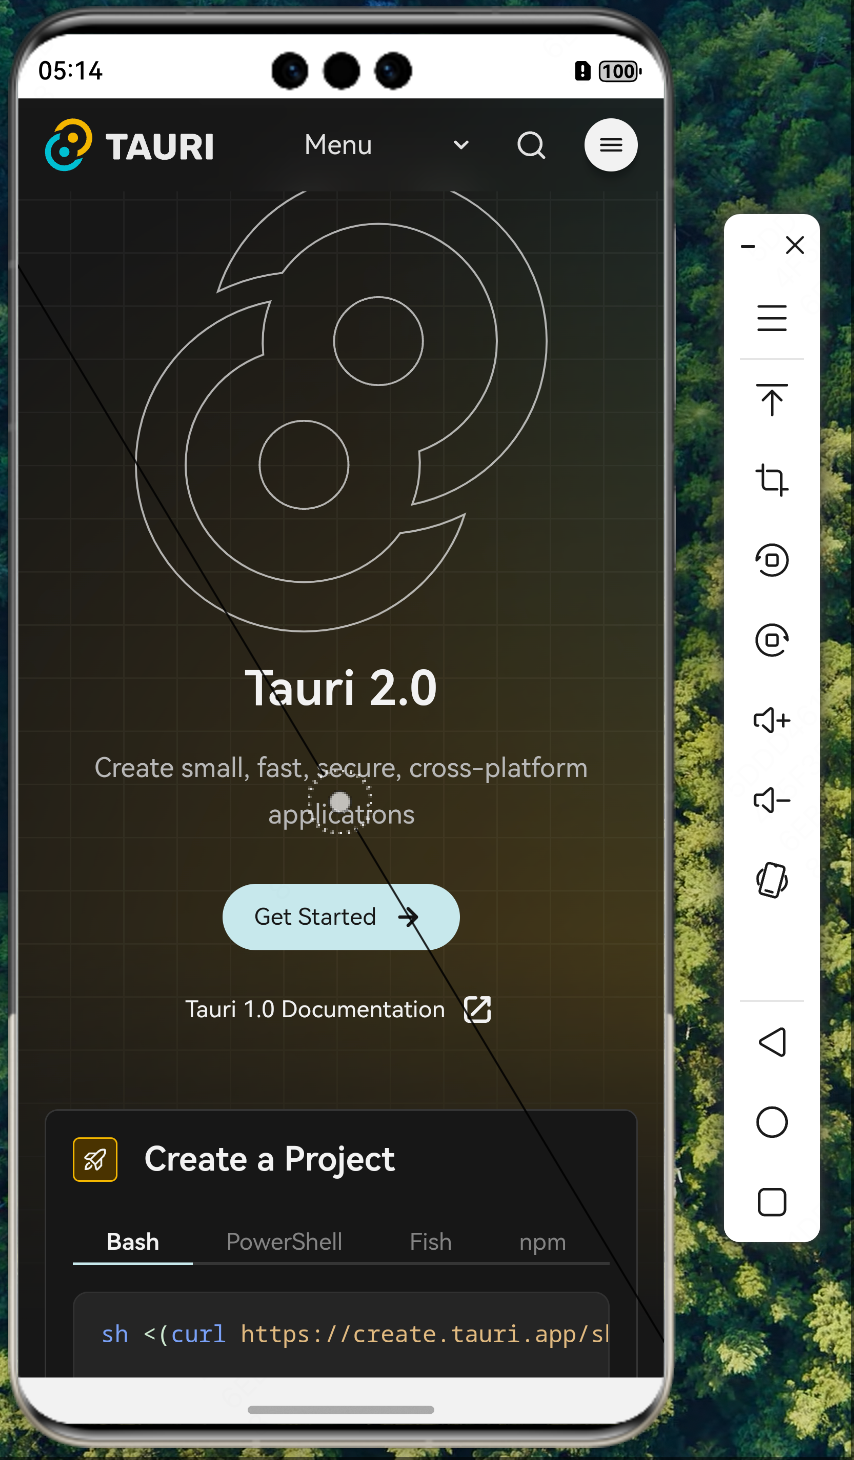 05:14
100
TAURI
Menu
Tauri 2.0
Create small, fast, secure, cross-platform
applications
Get Started
Tauri 1.0 Documentation
Create a Project
Bash
PowerShell
Fish
npm
sh <(curl https://create.tauri.app/sl